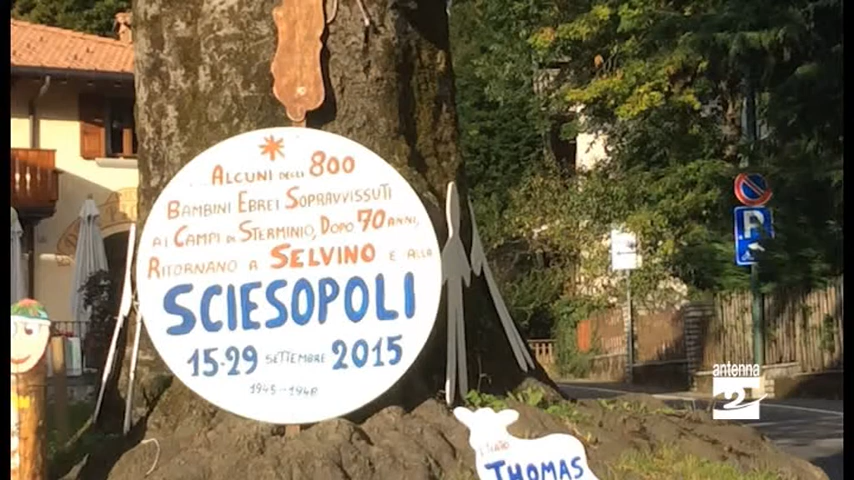 ... ALCUNI DEGLI 800
BAMBINI EBREI SOPRAVVISSUTI
AI CAMPI DI STERMINIO, DOPO 70 ANNI,
RITORNANO A SELVINO E ALLA
SCIESOPOLI
15-29 SETTEMBRE 2015
1945-1948
THOMAS
P
antenna
2